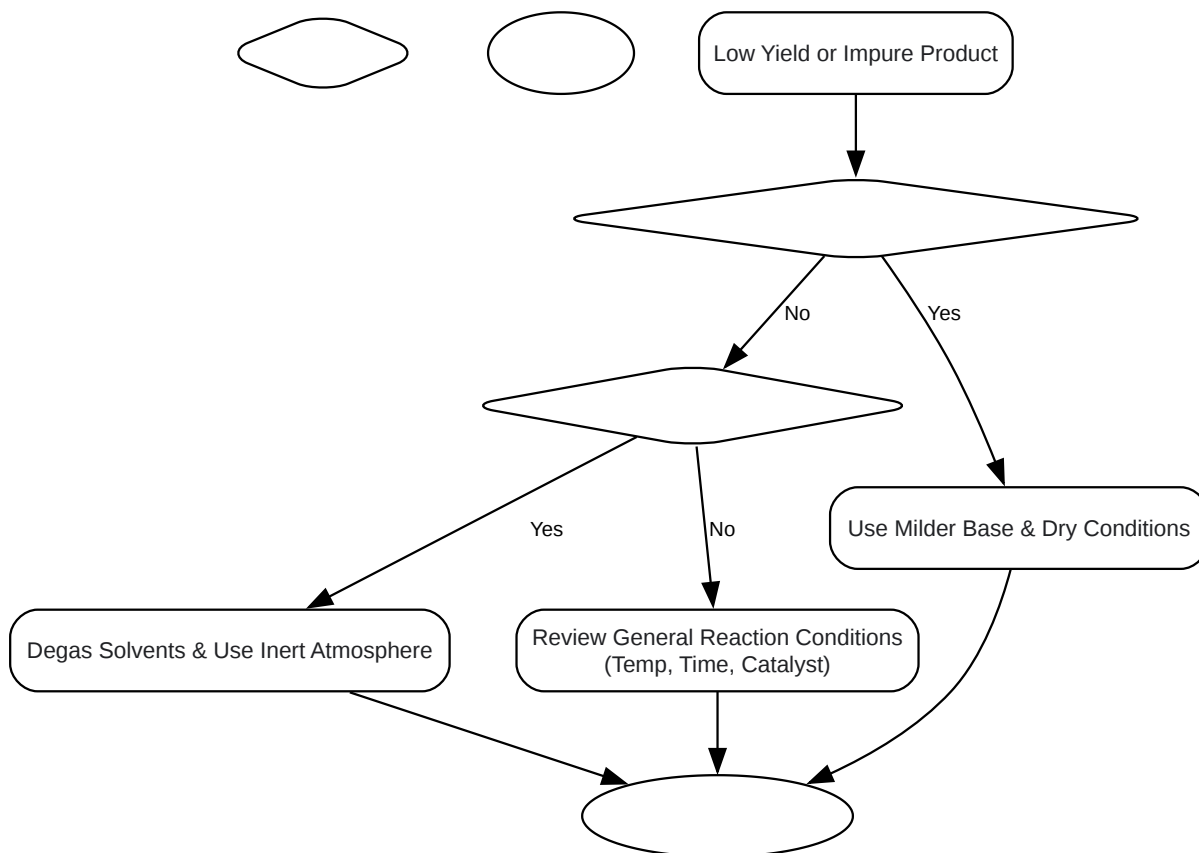 Low Yield or Impure Product
No
Yes
Use Milder Base & Dry Conditions
Yes
No
Degas Solvents & Use Inert Atmosphere
Review General Reaction Conditions
(Temp, Time, Catalyst)